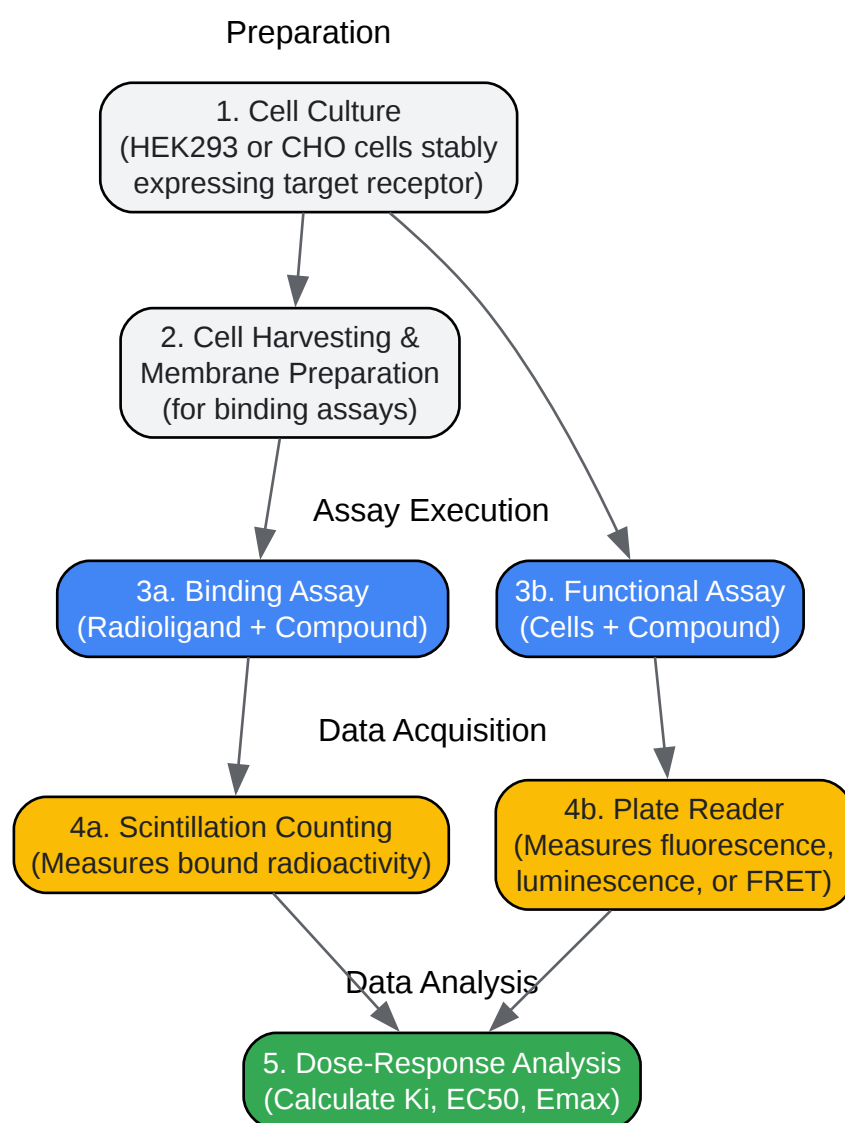 Preparation
1. Cell Culture
(HEK293 or CHO cells stably
expressing target receptor)
2. Cell Harvesting &
Membrane Preparation
(for binding assays)
Assay Execution
3a. Binding Assay
(Radioligand + Compound)
3b. Functional Assay
(Cells + Compound)
Data Acquisition
4a. Scintillation Counting
(Measures bound radioactivity)
4b. Plate Reader
(Measures fluorescence,
luminescence, or FRET)
Data Analysis
5. Dose-Response Analysis
(Calculate Ki, EC50, Emax)